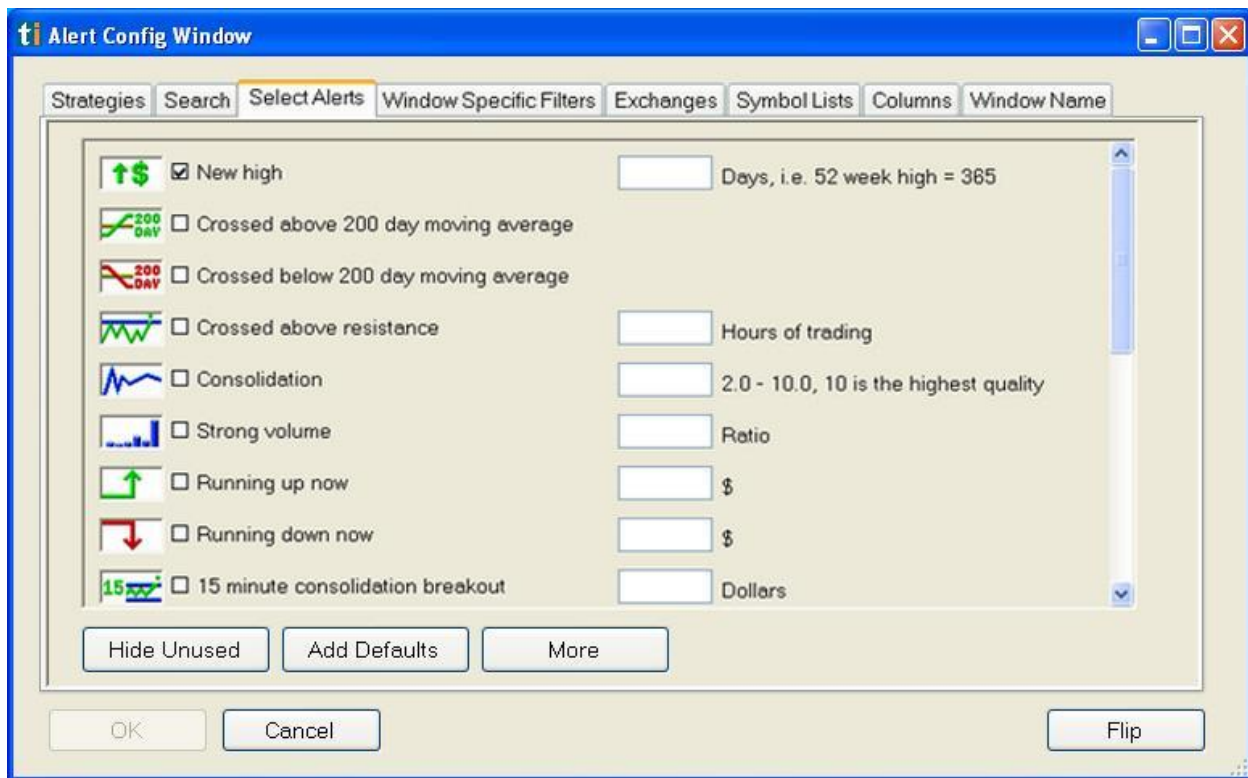 ti Alert Config Window
Strategies Search Select Alerts Window Specific Filters Exchanges Symbol Lists Columns Window Name
$ New high Days, i.e. 52 week high = 365
200 DAY Crossed above 200 day moving average
200 DAY Crossed below 200 day moving average
Crossed above resistance Hours of trading
Consolidation 2.0 - 10.0, 10 is the highest quality
Strong volume Ratio
Running up now $
Running down now $
15 15 minute consolidation breakout Dollars
Hide Unused Add Defaults More
OK Cancel Flip